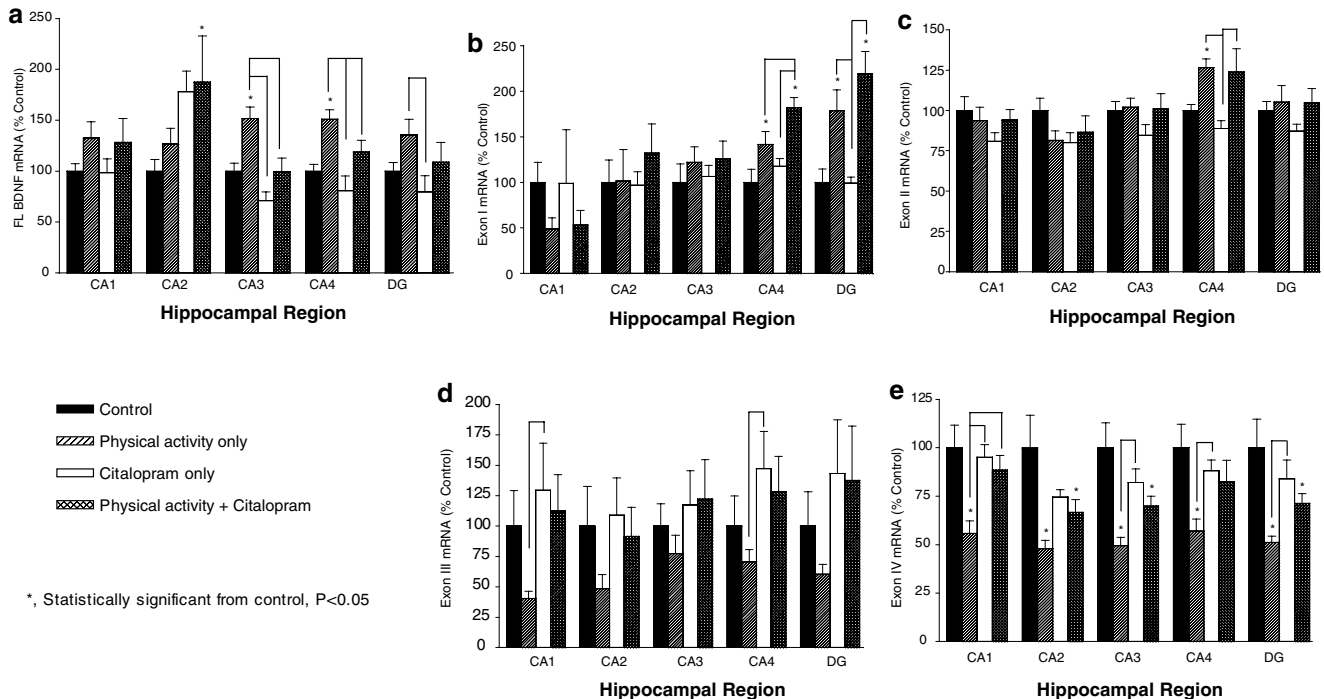 a
250
200
150
100
50
0
FL BDNF mRNA (% Control)
*
*
*
CA1 CA2 CA3 CA4 DG
Hippocampal Region
b
250
200
150
100
50
0
Exon I mRNA (% Control)
*
*
*
*
CA1 CA2 CA3 CA4 DG
Hippocampal Region
c
150
125
100
75
50
25
0
Exon II mRNA (% Control)
*
CA1 CA2 CA3 CA4 DG
Hippocampal Region
Control
Physical activity only
Citalopram only
Physical activity + Citalopram
*, Statistically significant from control, P<0.05
d
200
175
150
125
100
75
50
25
0
Exon III mRNA (% Control)
CA1 CA2 CA3 CA4 DG
Hippocampal Region
e
125
100
75
50
25
0
Exon IV mRNA (% Control)
*
*
*
*
*
*
*
*
CA1 CA2 CA3 CA4 DG
Hippocampal Region